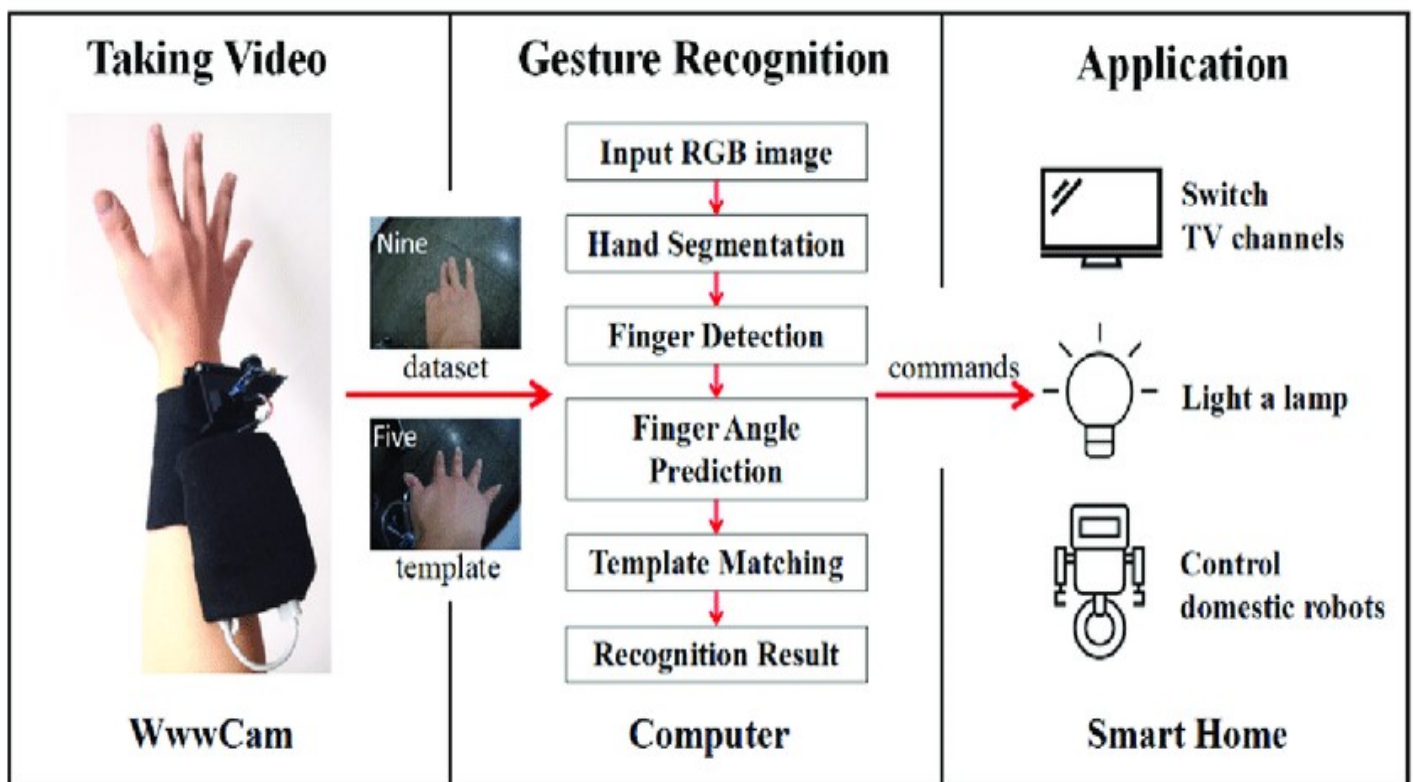 Taking Video
WwwCam
Nine
dataset
Five
template
Gesture Recognition
Input RGB image
Hand Segmentation
Finger Detection
Finger Angle
Prediction
Template Matching
Recognition Result
Computer
commands
Application
Switch
TV channels
Light a lamp
Control
domestic robots
Smart Home